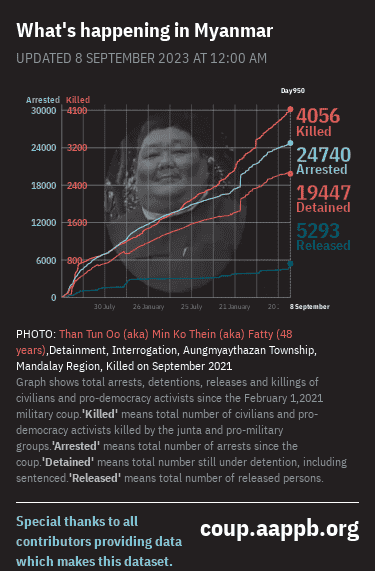 What's happening in Myanmar
UPDATED 8 SEPTEMBER 2023 AT 12:00 AM
Day950
Arrested Killed
30000 4100
24000 3200
18000 2400
12000 1600
6000 800
0
4056
Killed
24740
Arrested
19447
Detained
5293
Released
30 July 26 January 25 July 21 January 20.. 8 September
PHOTO: Than Tun Oo (aka) Min Ko Thein (aka) Fatty (48
years),Detainment, Interrogation, Aungmyaythazan Township,
Mandalay Region, Killed on September 2021
Graph shows total arrests, detentions, releases and killings of
civilians and pro-democracy activists since the February 1,2021
military coup.'Killed' means total number of civilians and pro-
democracy activists killed by the junta and pro-military
groups.'Arrested' means total number of arrests since the
coup.'Detained' means total number still under detention, including
sentenced.'Released' means total number of released persons.
Special thanks to all
contributors providing data
which makes this dataset.
coup.aappb.org